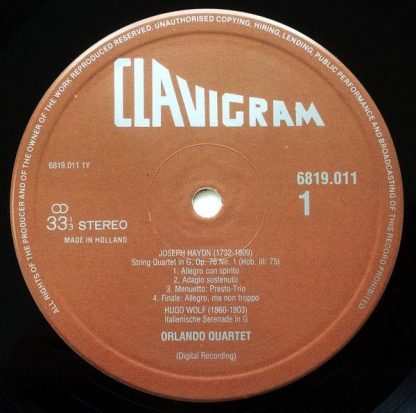 ALL RIGHTS OF THE PRODUCER AND OF THE OWNER OF THE WORK REPRODUCED RESERVED, UNAUTHORISED COPYING, HIRING, LENDING, PUBLIC PERFORMANCE AND BROADCASTING OF THIS RECORD PROHIBITED
CLAVIGRAM
6819.011 1Y
6819.011
1
33⅓ STEREO
MADE IN HOLLAND
JOSEPH HAYDN (1732-1809)
String Quartet in G, Op. 76 No. 1 (Hob. III: 75)
1. Allegro con spirito
2. Adagio sostenuto
3. Menuetto: Presto-Trio
4. Finale: Allegro, ma non troppo
HUGO WOLF (1860-1903)
Italienische Serenade in G
ORLANDO QUARTET
(Digital Recording)